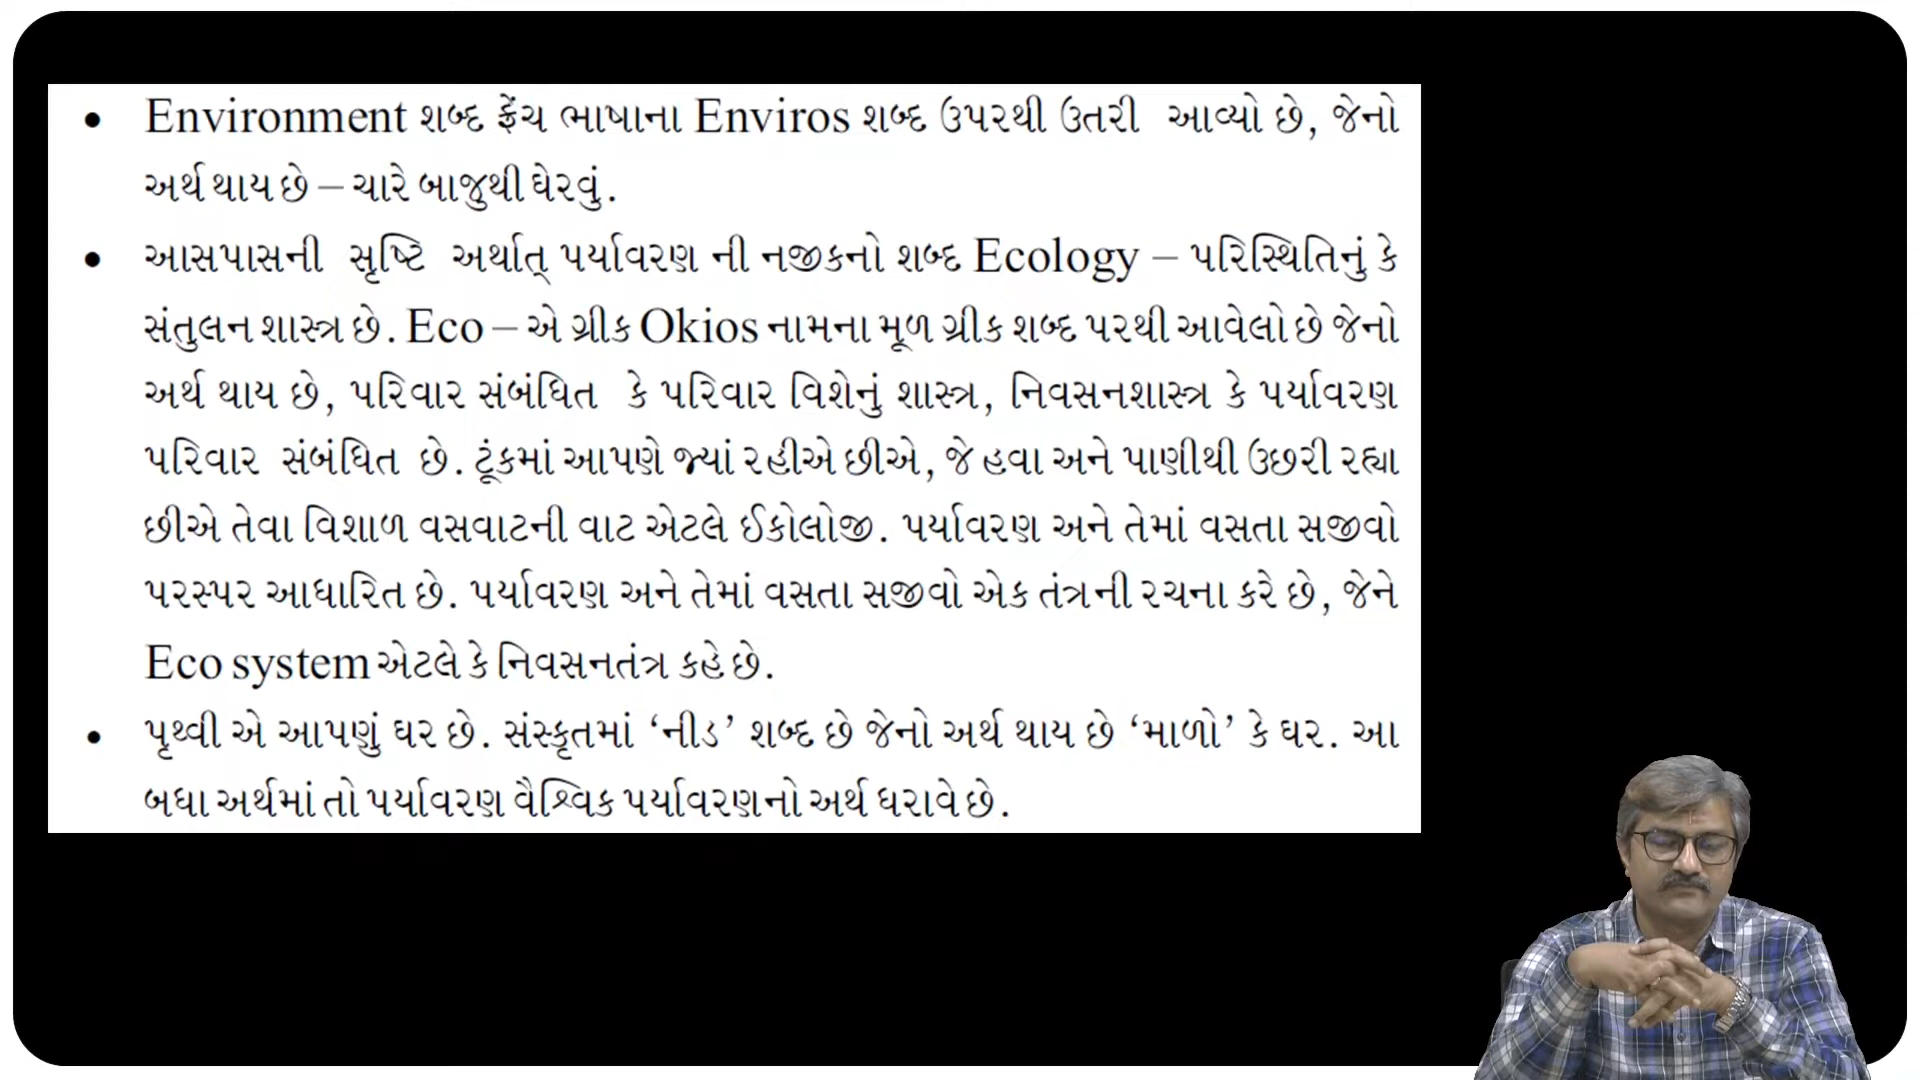 • Environment શબ્દ ફ્રેંચ ભાષાના Enviros શબ્દ ઉપરથી ઉતરી આવ્યો છે, જેનો
અર્થ થાય છે – ચારે બાજુથી ઘેરવું.
• આસપાસની સૃષ્ટિ અર્થાત્ પર્યાવરણ ની નજીકનો શબ્દ Ecology – પરિસ્થિતિનું કે
સંતુલન શાસ્ત્ર છે. Eco – એ ગ્રીક Okios નામના મૂળ ગ્રીક શબ્દ પરથી આવેલો છે જેનો
અર્થ થાય છે, પરિવાર સંબંધિત કે પરિવાર વિશેનું શાસ્ત્ર, નિવસનશાસ્ત્ર કે પર્યાવરણ
પરિવાર સંબંધિત છે. ટૂંકમાં આપણે જ્યાં રહીએ છીએ, જે હવા અને પાણીથી ઉછરી રહ્યા
છીએ તેવા વિશાળ વસવાટની વાટ એટલે ઈકોલોજી. પર્યાવરણ અને તેમાં વસતા સજીવો
પરસ્પર આધારિત છે. પર્યાવરણ અને તેમાં વસતા સજીવો એક તંત્રની રચના કરે છે, જેને
Eco system એટલે કે નિવસનતંત્ર કહે છે.
• પૃથ્વી એ આપણું ઘર છે. સંસ્કૃતમાં ‘નીડ’ શબ્દ છે જેનો અર્થ થાય છે ‘માળો’ કે ઘર. આ
બધા અર્થમાં તો પર્યાવરણ વૈશ્વિક પર્યાવરણનો અર્થ ધરાવે છે.